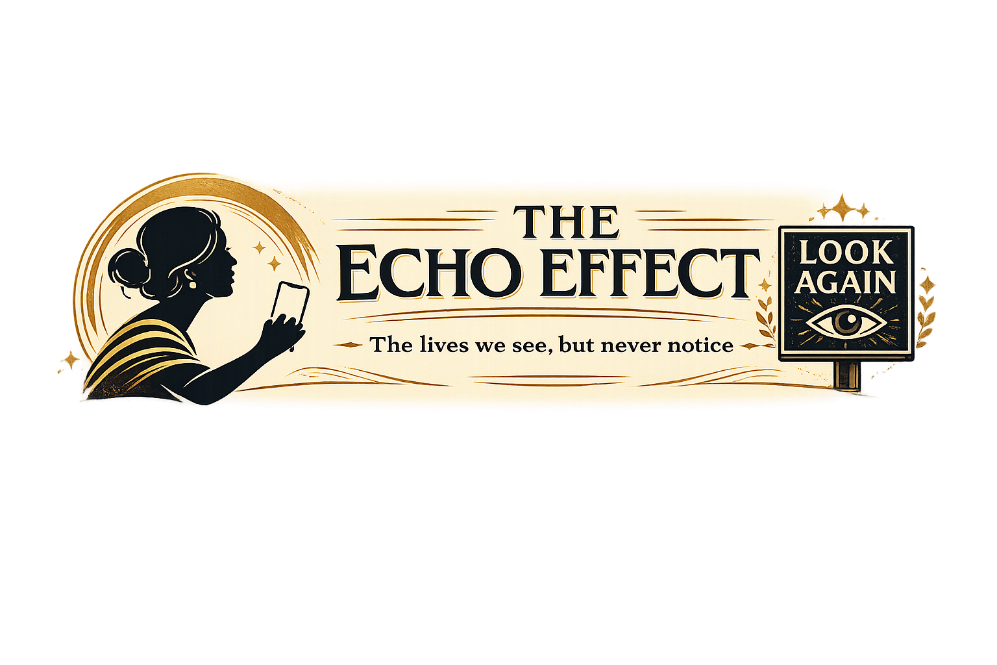 THE
ECHO EFFECT
The lives we see, but never notice
LOOK
AGAIN